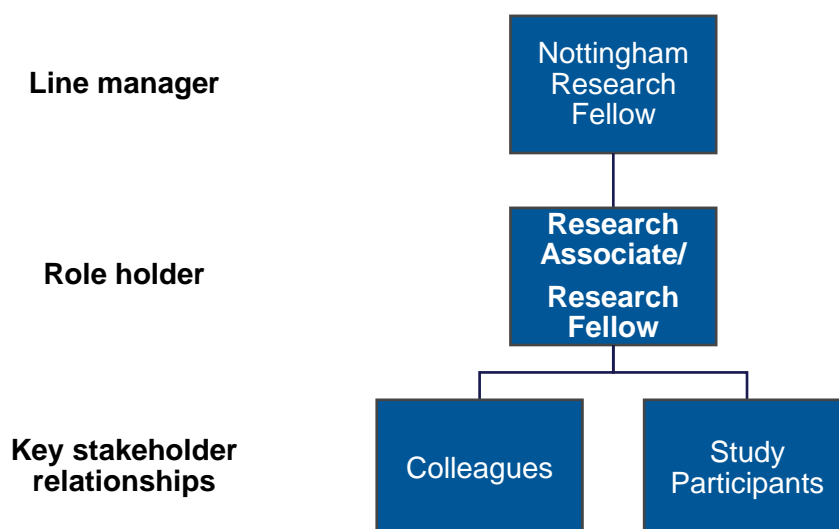 Line manager
Nottingham
Research
Fellow
Role holder
Research
Associate/
Research
Fellow
Key stakeholder
relationships
Colleagues
Study
Participants